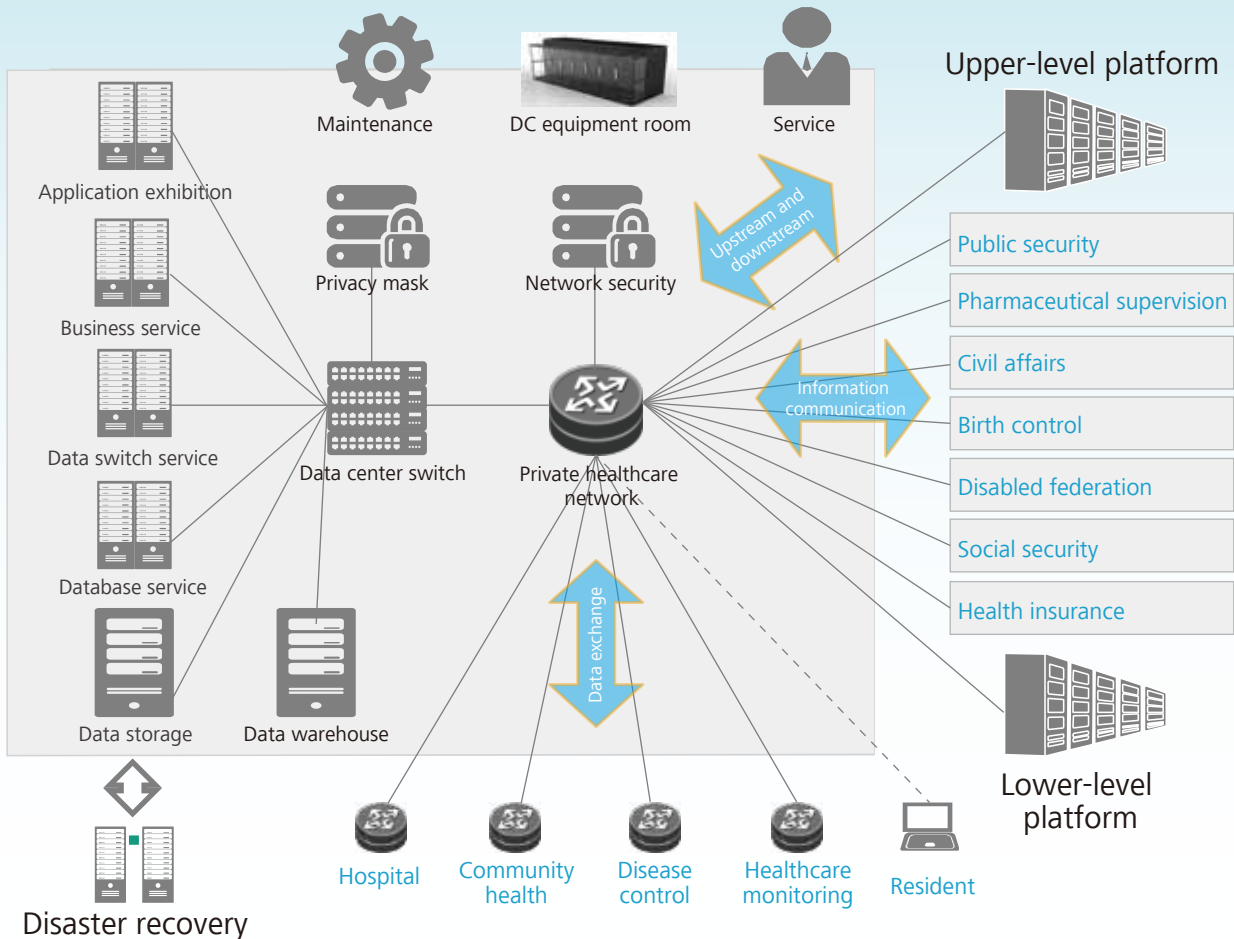 Maintenance
DC equipment room
Service
Upper-level platform
Application exhibition
Privacy mask
Network security
Upstream and
downstream
Public security
Pharmaceutical supervision
Business service
Civil affairs
Information
communication
Birth control
Data switch service
Data center switch
Private healthcare
network
Disabled federation
Social security
Database service
Health insurance
Data exchange
Data storage
Data warehouse
Lower-level
platform
Hospital
Community
health
Disease
control
Healthcare
monitoring
Resident
Disaster recovery